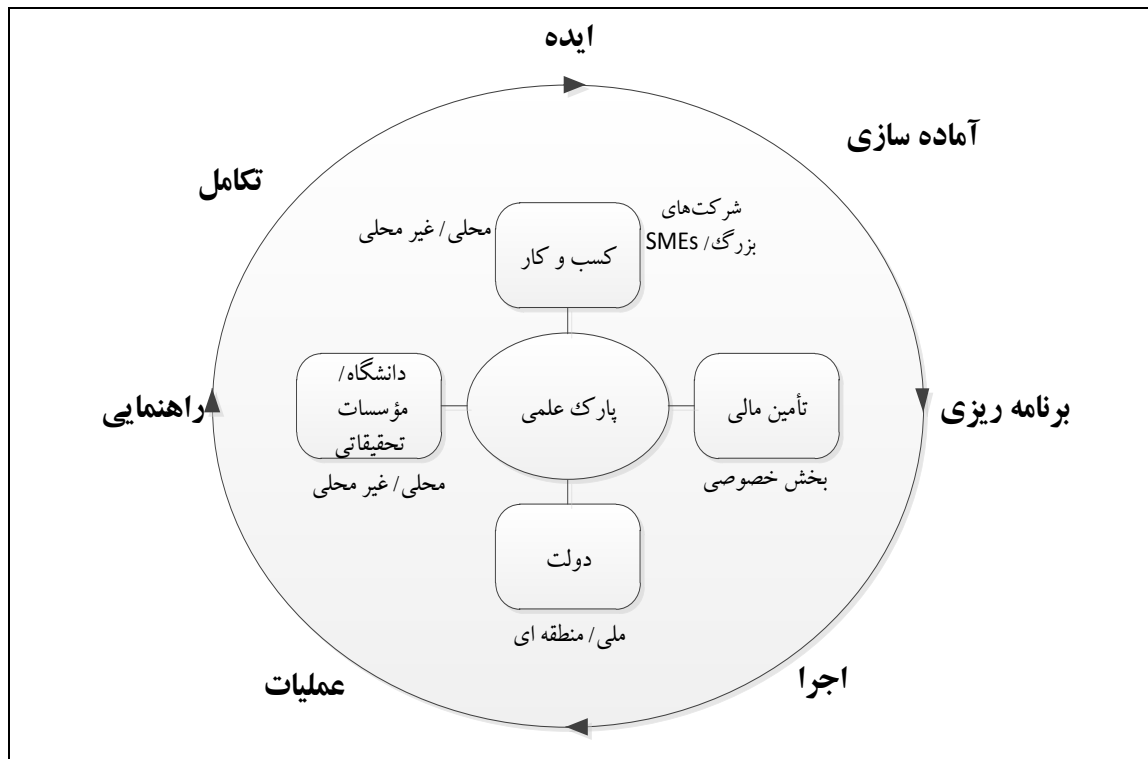 ایده
آماده سازی
تکامل
شرکت‌های
بزرگ/ SMEs
محلی/ غیر محلی
کسب و کار
دانشگاه/
مؤسسات
تحقیقاتی
پارک علمی
تأمین مالی
برنامه ریزی
راهنمایی
بخش خصوصی
محلی/ غیر محلی
دولت
ملی/ منطقه ای
اجرا
عملیات